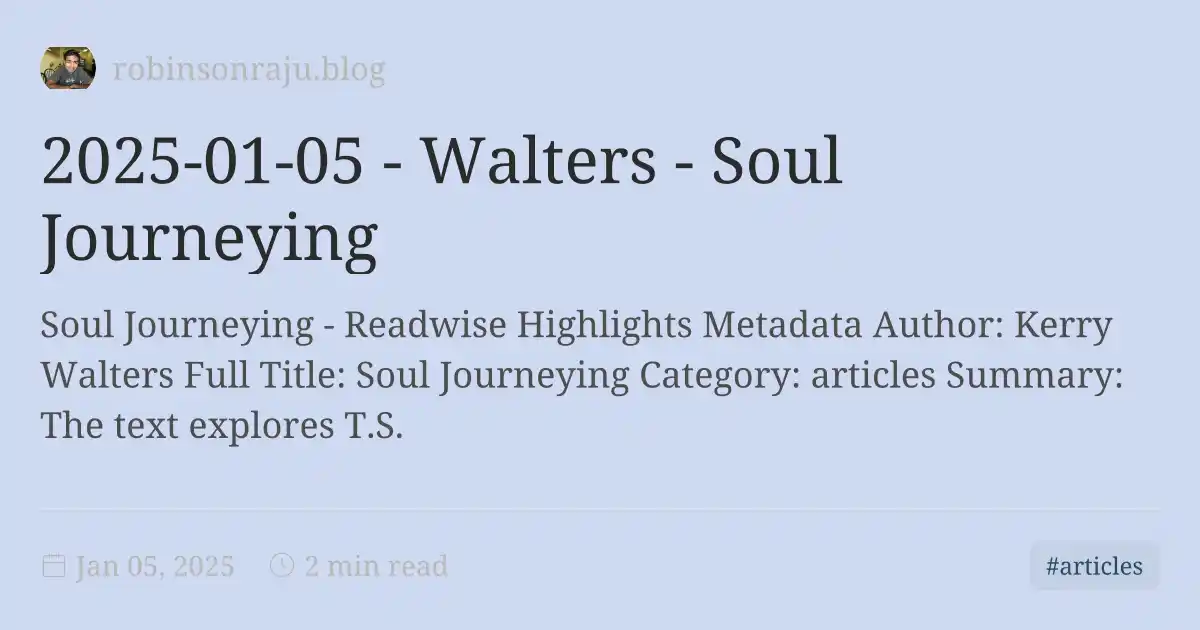 robinsonraju.blog
2025-01-05 - Walters - Soul
Journeying
Soul Journeying - Readwise Highlights Metadata Author: Kerry
Walters Full Title: Soul Journeying Category: articles Summary:
The text explores T.S.
Jan 05, 2025 2 min read #articles